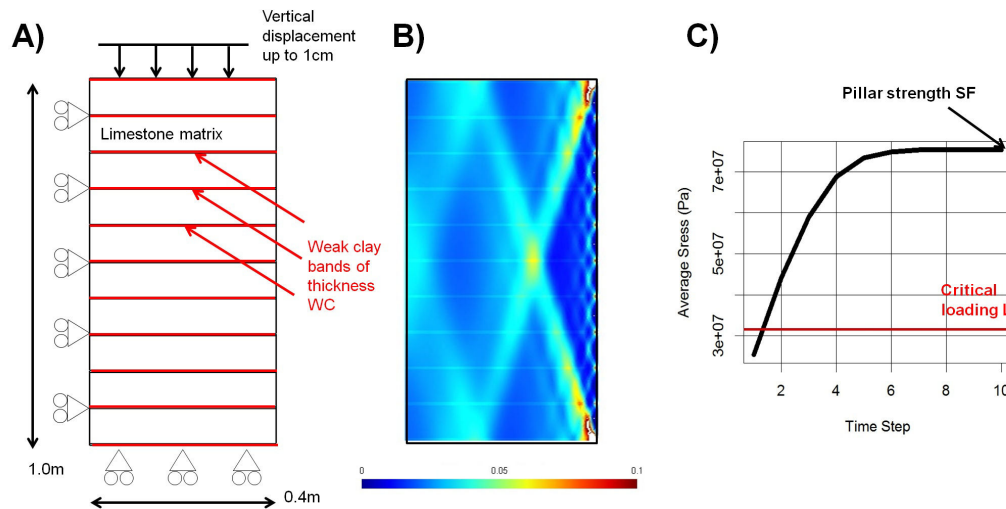 A)
Vertical
displacement
up to 1cm
Limestone matrix
Weak clay
bands of
thickness
WC
1.0m
0.4m
B)
0
0.05
0.1
C)
Pillar strength SF
Average Sress (Pa)
7e+07
5e+07
3e+07
Critical
loading L
2
4
6
8
10
Time Step